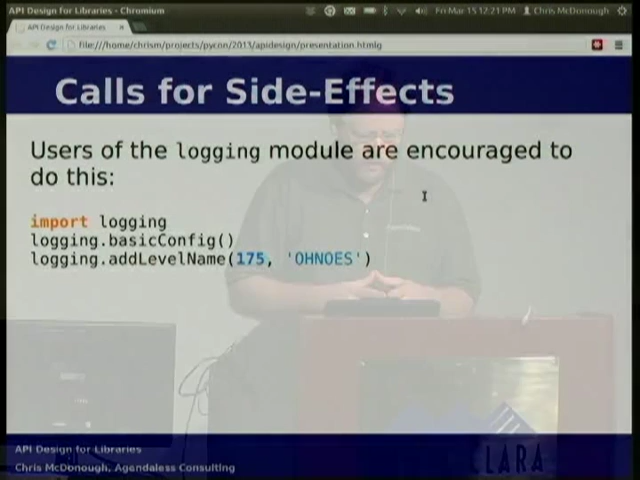 API Design for Libraries - Chromium
Fri Mar 15 12:21 PM
Chris McDonough
API Design for Libraries
file:///home/chrism/projects/pycon/2013/apidesign/presentation.html
Calls for Side-Effects
Users of the logging module are encouraged to
do this:
import logging
logging.basicConfig()
logging.addLevelName(175, 'OHNOES')
CLARA
API Design for Libraries
Chris McDonough, Agendaless Consulting